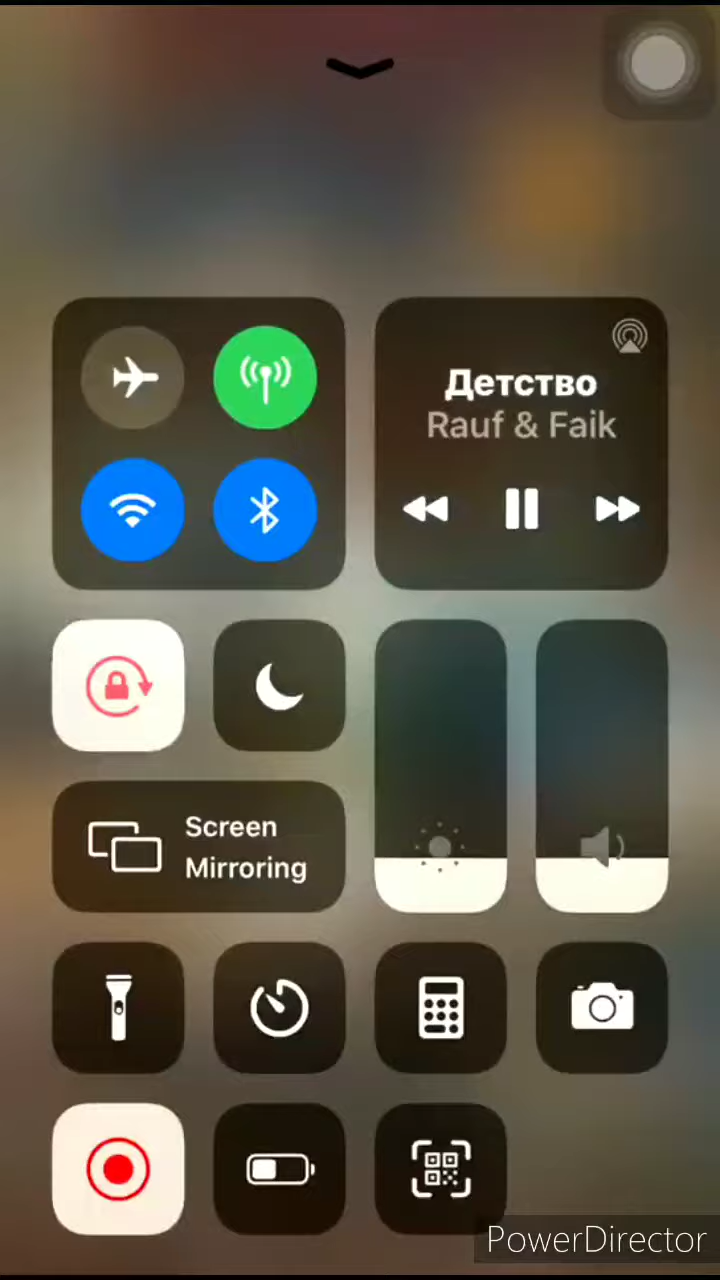 Детство
Rauf & Faik
Screen
Mirroring
PowerDirector